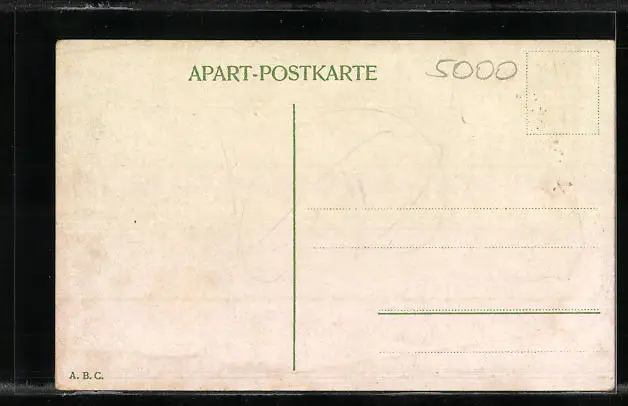 APART-POSTKARTE
5000
A. B. C.